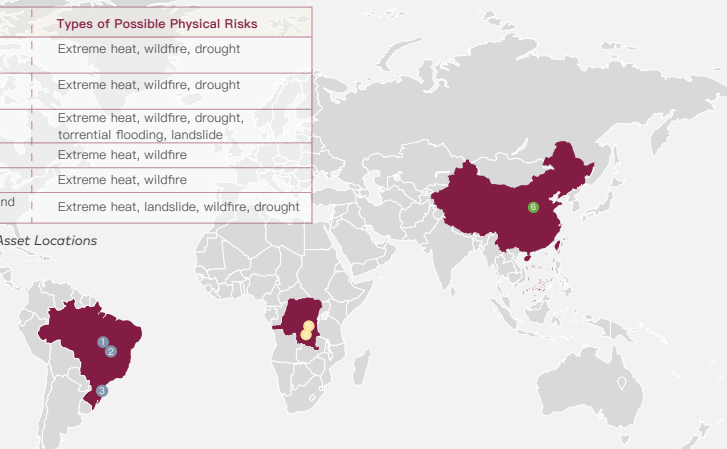 Types of Possible Physical Risks
Extreme heat, wildfire, drought
Extreme heat, wildfire, drought
Extreme heat, wildfire, drought,
torrential flooding, landslide
Extreme heat, wildfire
Extreme heat, wildfire
nd
Extreme heat, landslide, wildfire, drought
Asset Locations
6
1
2
3